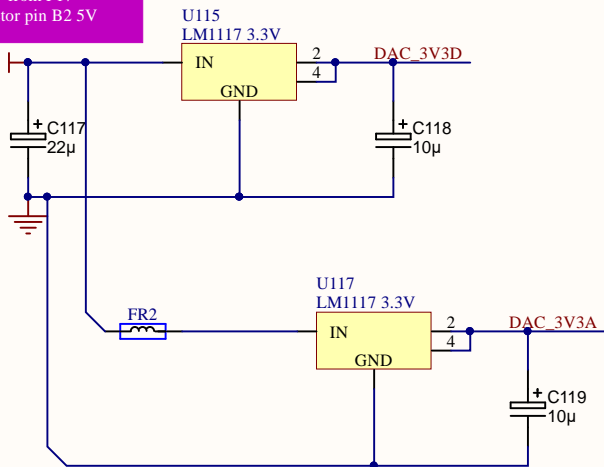 tor pin B2 5V
U115
LM1117 3.3V
IN
GND
2
4
DAC_3V3D
+
C117
22µ
+
C118
10µ
FR2
U117
LM1117 3.3V
IN
GND
2
4
DAC_3V3A
+
C119
10µ